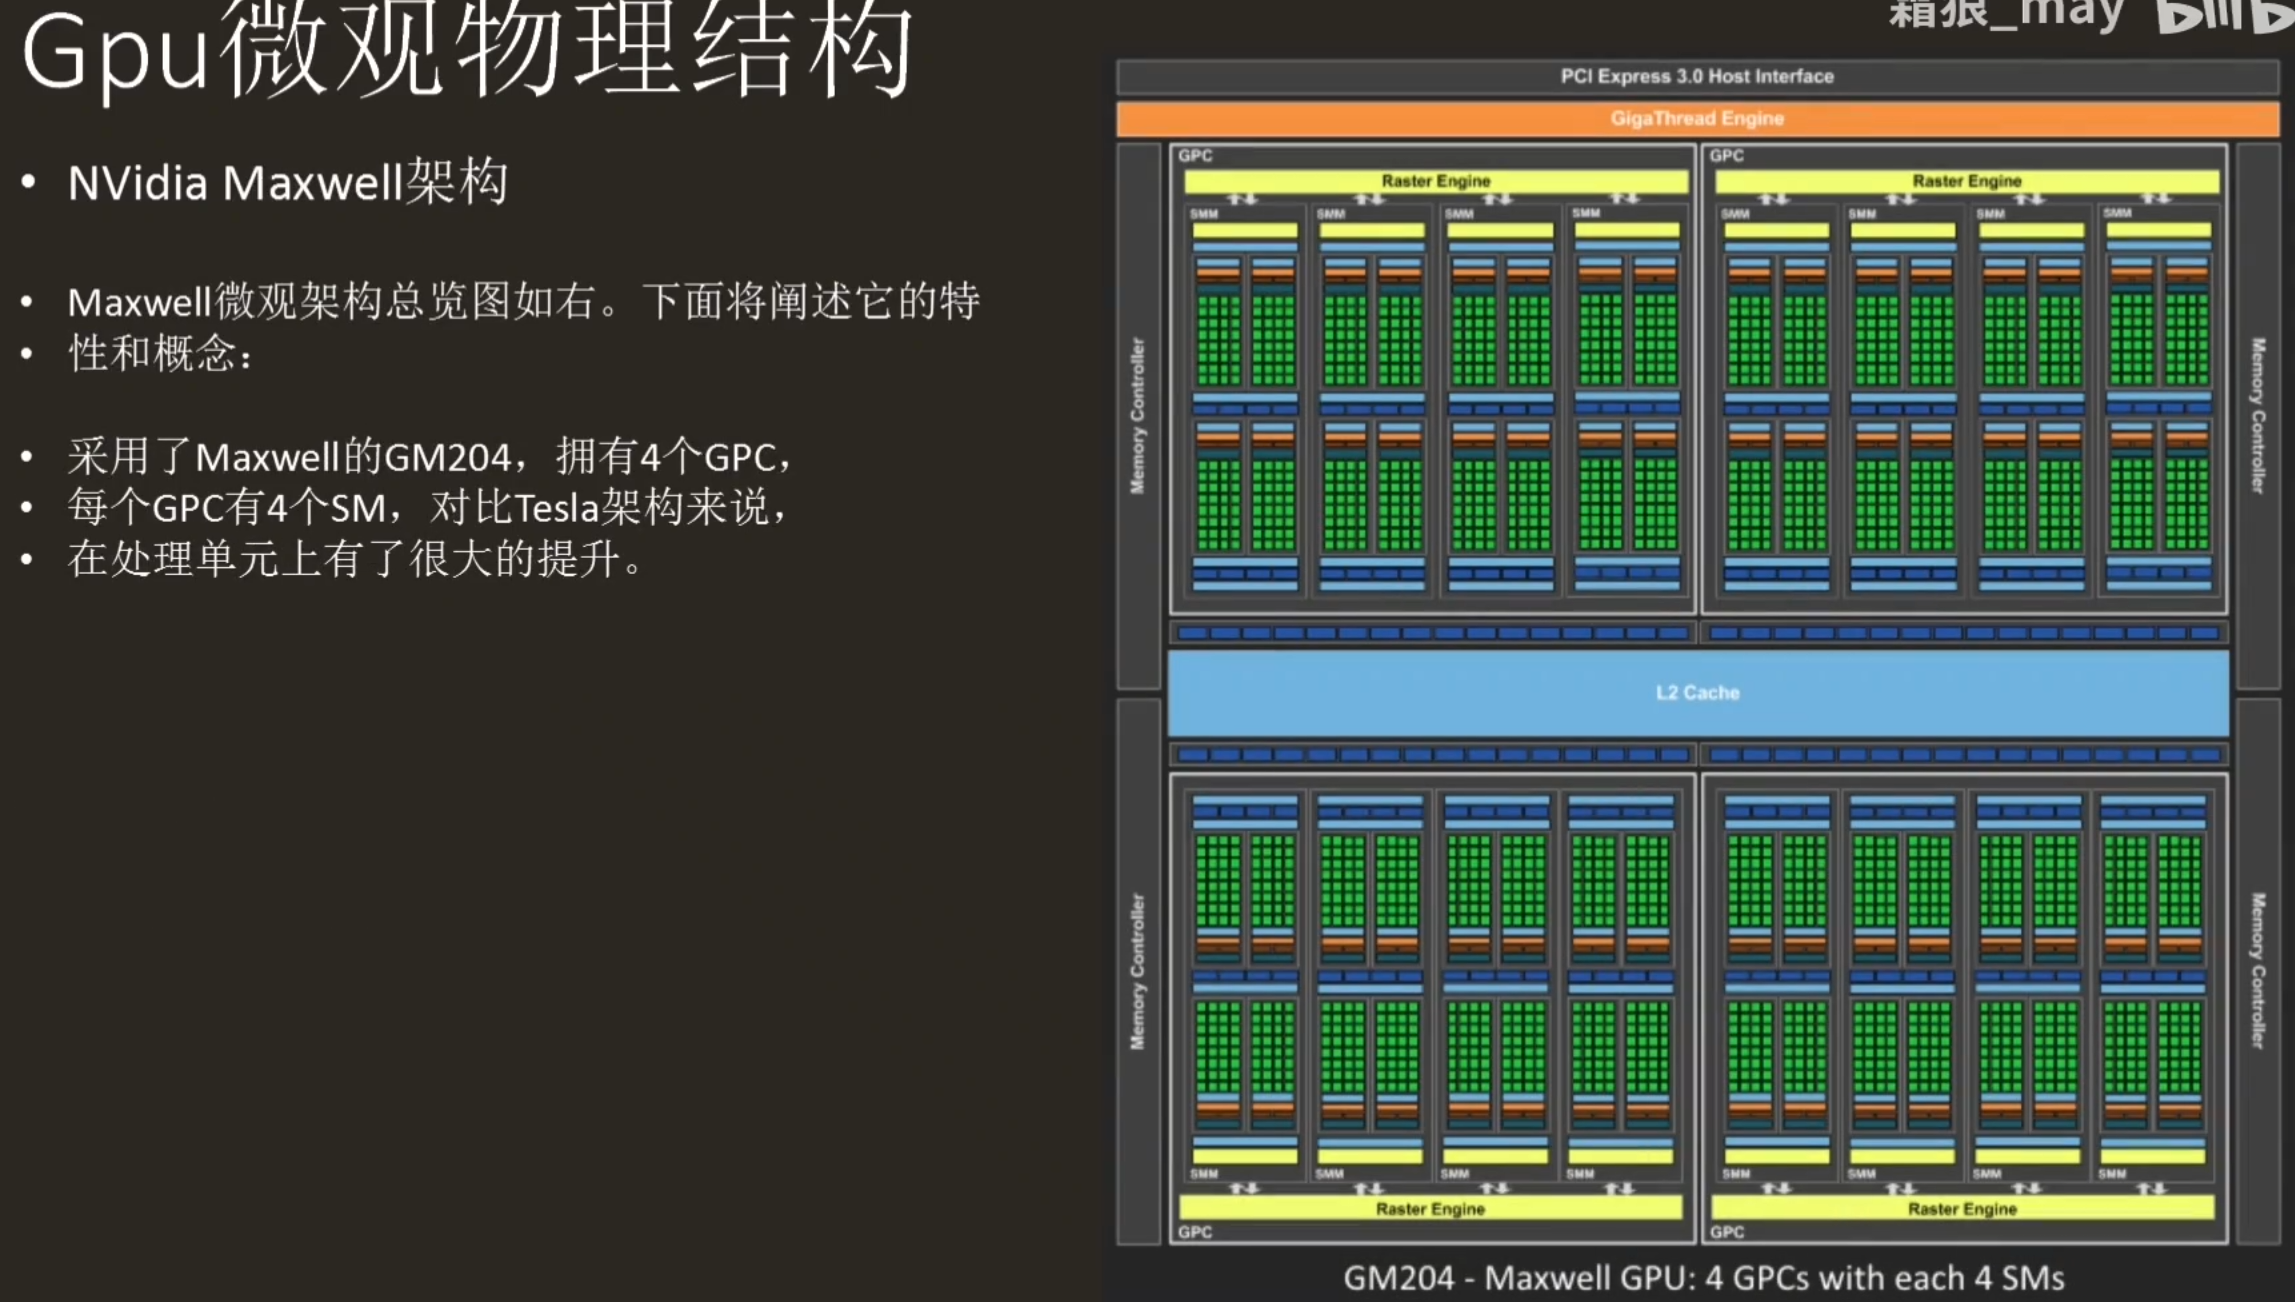 Gpu微观物理结构
箱狼_may bilib
• NVidia Maxwell架构
• Maxwell微观架构总览图如右。下面将阐述它的特
• 性和概念：
• 采用了Maxwell的GM204，拥有4个GPC，
• 每个GPC有4个SM，对比Tesla架构来说，
• 在处理单元上有了很大的提升。
PCI Express 3.0 Host Interface
GigaThread Engine
GPC
GPC
Raster Engine
Raster Engine
SMM SMM SMM SMM
SMM SMM SMM SMM
Memory Controller
Memory Controller
L2 Cache
Memory Controller
Memory Controller
SMM SMM SMM SMM
SMM SMM SMM SMM
Raster Engine
Raster Engine
GPC
GPC
GM204 - Maxwell GPU: 4 GPCs with each 4 SMs